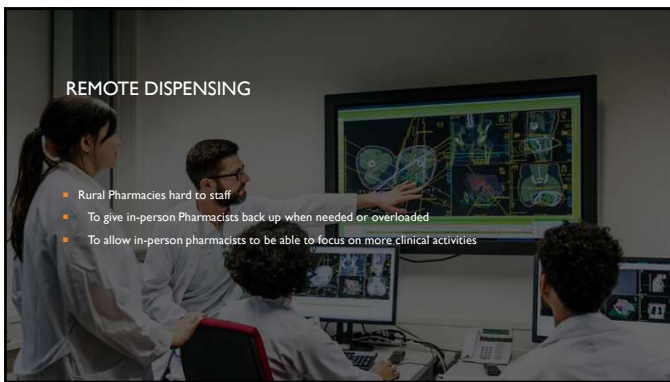 REMOTE DISPENSING
Rural Pharmacies hard to staff
To give in-person Pharmacists back up when needed or overloaded
To allow in-person pharmacists to be able to focus on more clinical activities